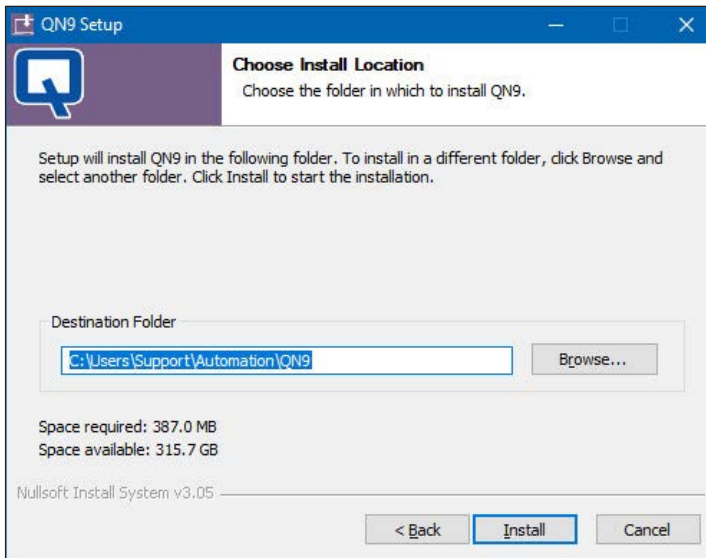 QN9 Setup
Q
Choose Install Location
Choose the folder in which to install QN9.
Setup will install QN9 in the following folder. To install in a different folder, click Browse and
select another folder. Click Install to start the installation.
Destination Folder
C:\Users\Support\Automation\QN9
Browse...
Space required: 387.0 MB
Space available: 315.7 GB
Nullsoft Install System v3.05
< Back
Install
Cancel